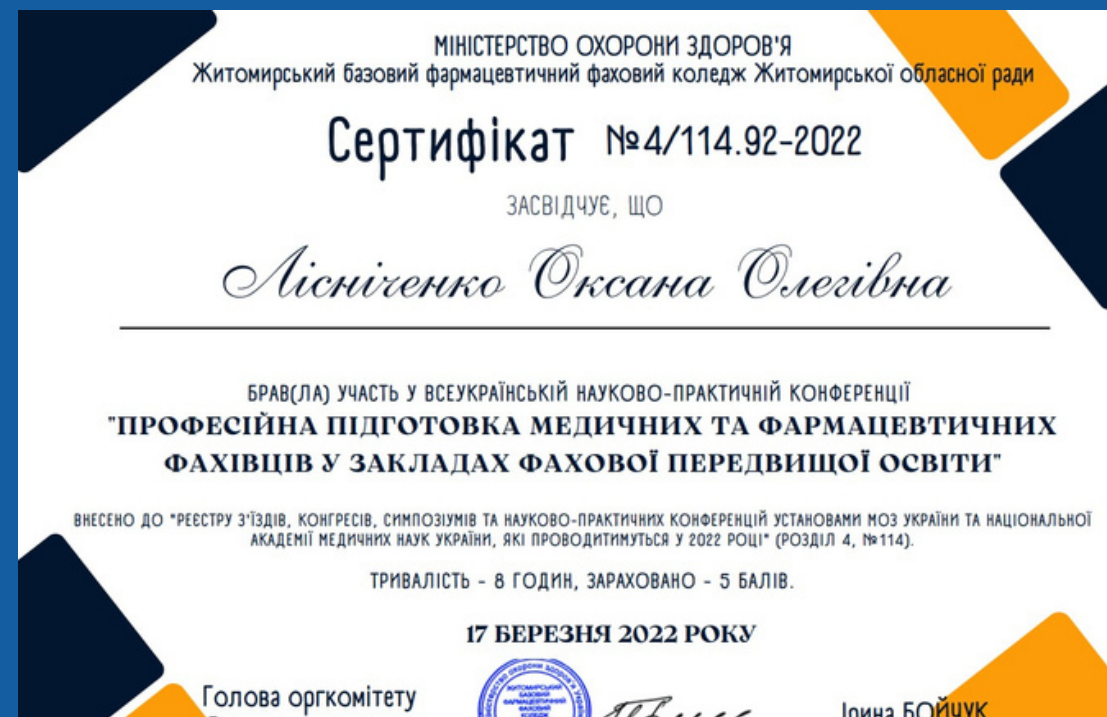 МІНІСТЕРСТВО ОХОРОНИ ЗДОРОВ'Я
Житомирський базовий фармацевтичний фаховий коледж Житомирської обласної ради
Сертифікат №4/114.92-2022
ЗАСВІДЧУЄ, ЩО
Лісніченко Оксана Олегівна
БРАВ(ЛА) УЧАСТЬ У ВСЕУКРАЇНСЬКІЙ НАУКОВО-ПРАКТИЧНІЙ КОНФЕРЕНЦІЇ
"ПРОФЕСІЙНА ПІДГОТОВКА МЕДИЧНИХ ТА ФАРМАЦЕВТИЧНИХ
ФАХІВЦІВ У ЗАКЛАДАХ ФАХОВОЇ ПЕРЕДВИЩОЇ ОСВІТИ"
ВНЕСЕНО ДО "РЕЄСТРУ З'ЇЗДІВ, КОНГРЕСІВ, СИМПОЗІУМІВ ТА НАУКОВО-ПРАКТИЧНИХ КОНФЕРЕНЦІЙ УСТАНОВАМИ МОЗ УКРАЇНИ ТА НАЦІОНАЛЬНОЇ
АКАДЕМІЇ МЕДИЧНИХ НАУК УКРАЇНИ, ЯКІ ПРОВОДИТИМУТЬСЯ У 2022 РОЦІ" (РОЗДІЛ 4, №114).
ТРИВАЛІСТЬ - 8 ГОДИН, ЗАРАХОВАНО - 5 БАЛІВ.
17 БЕРЕЗНЯ 2022 РОКУ
Голова оргкомітету
Ірина БОЙЧУК